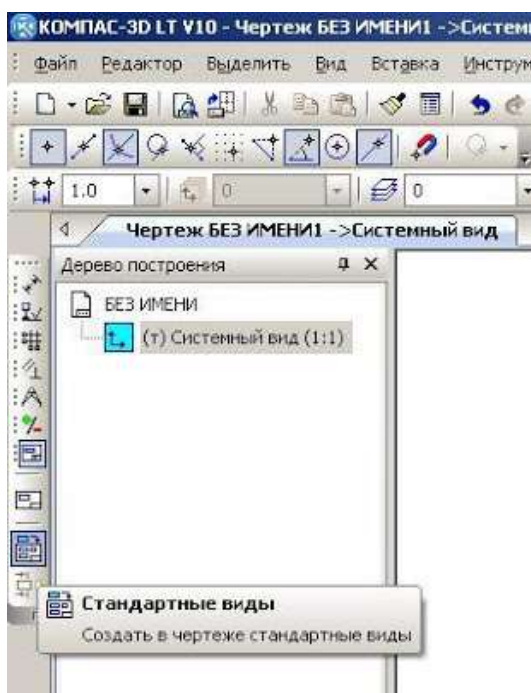 КОМПАС-3D LT V10 - Чертеж БЕЗ ИМЕНИ1 ->Системн
Файл Редактор Выделить Вид Вставка Инструм
1.0 0 0
Чертеж БЕЗ ИМЕНИ1 ->Системный вид
Дерево построения
БЕЗ ИМЕНИ
(т) Системный вид (1:1)
Стандартные виды
Создать в чертеже стандартные виды